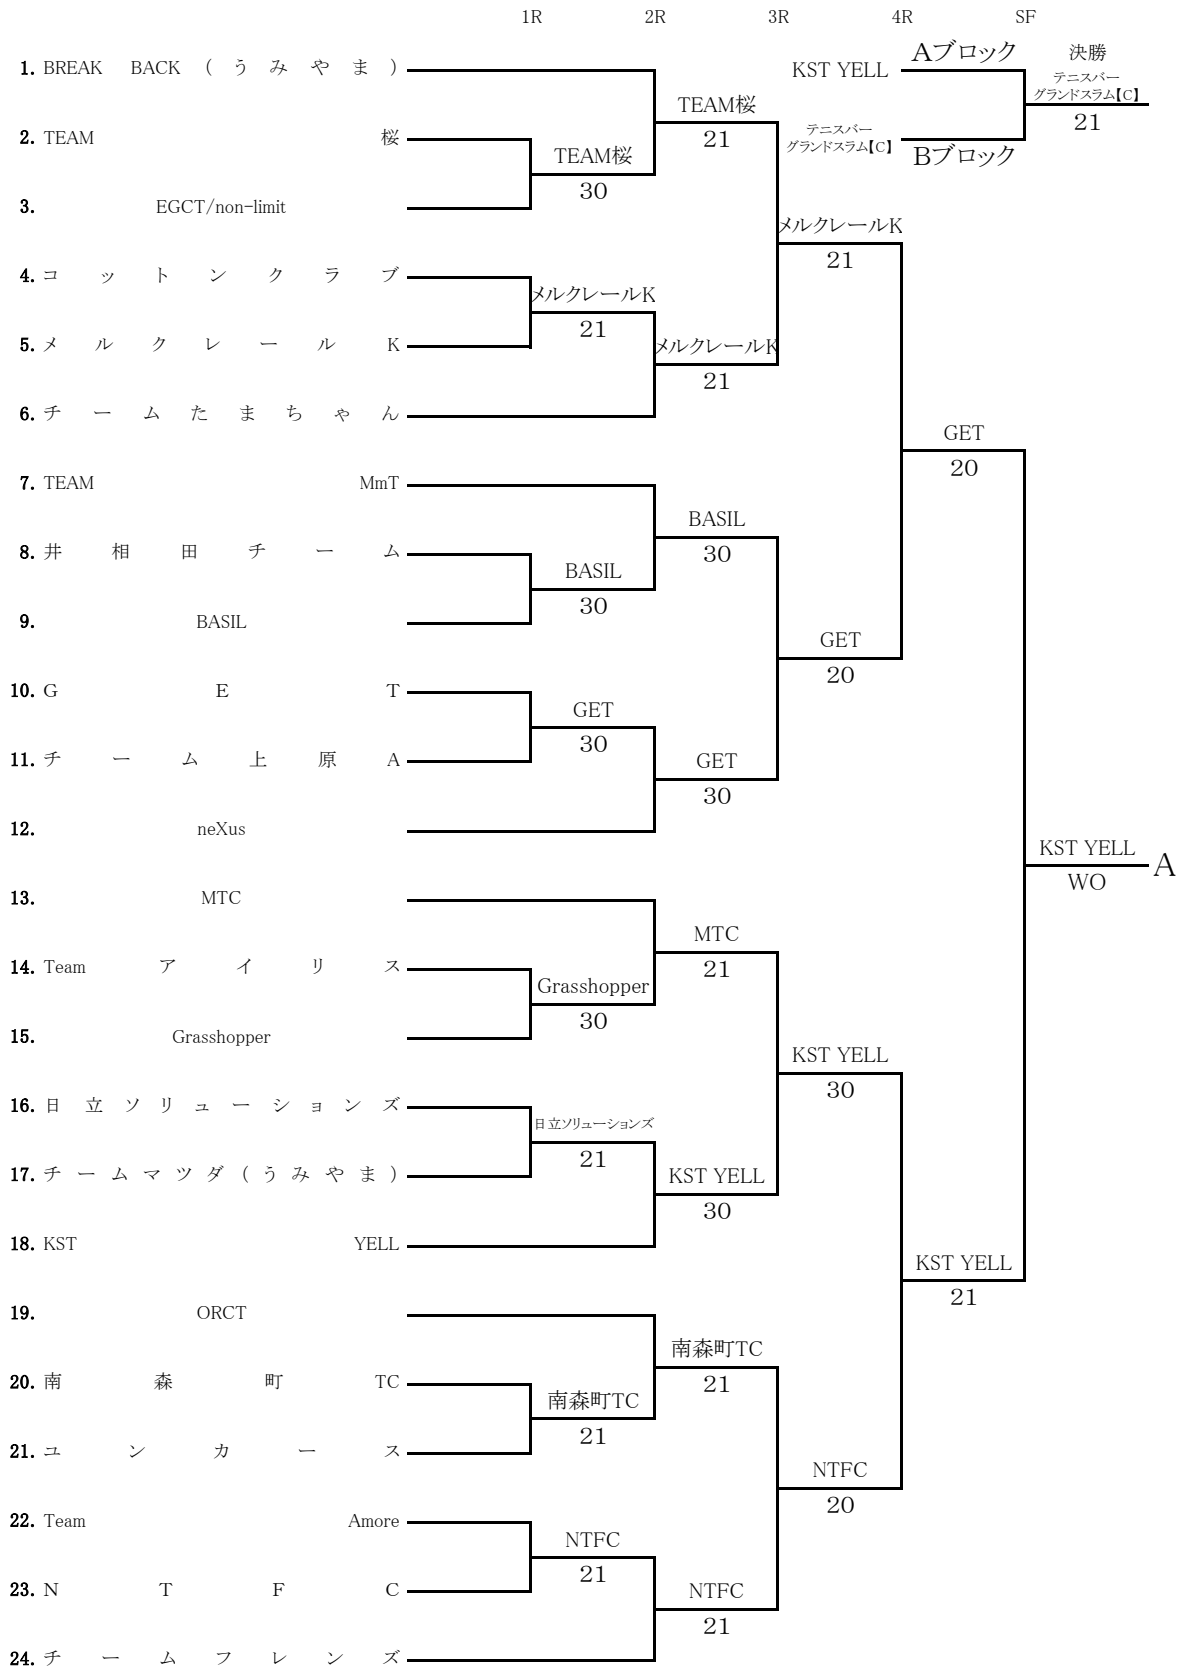 1R 2R 3R 4R SF
Aブロック 決勝
1. BREAK BACK（うみやま） KST YELL テニスバー
グランドスラム【C】
TEAM桜 21
2. TEAM 桜 21 テニスバー
グランドスラム【C】
TEAM桜 Bブロック
30
3. EGCT/non-limit
メルクレールK
21
4. コットンクラブ
メルクレールK
21
5. メルクレールK メルクレールK
21
6. チームたまちゃん
GET
20
7. TEAM MmT
BASIL
30
8. 井相田チーム
BASIL
30
9. BASIL
GET
20
10. GET
GET
30
11. チーム上原A GET
30
12. neXus
KST YELL A
WO
13. MTC
MTC
21
14. Teamアイリス
Grasshopper
30
15. Grasshopper
KST YELL
30
16. 日立ソリューションズ
日立ソリューションズ
21
17. チームマツダ（うみやま） KST YELL
30
18. KST YELL
KST YELL
21
19. ORCT
南森町TC
21
20. 南森町TC
南森町TC
21
21. ユンカース
NTFC
20
22. Team Amore
NTFC
21
23. NTFC NTFC
21
24. チームフレンズ